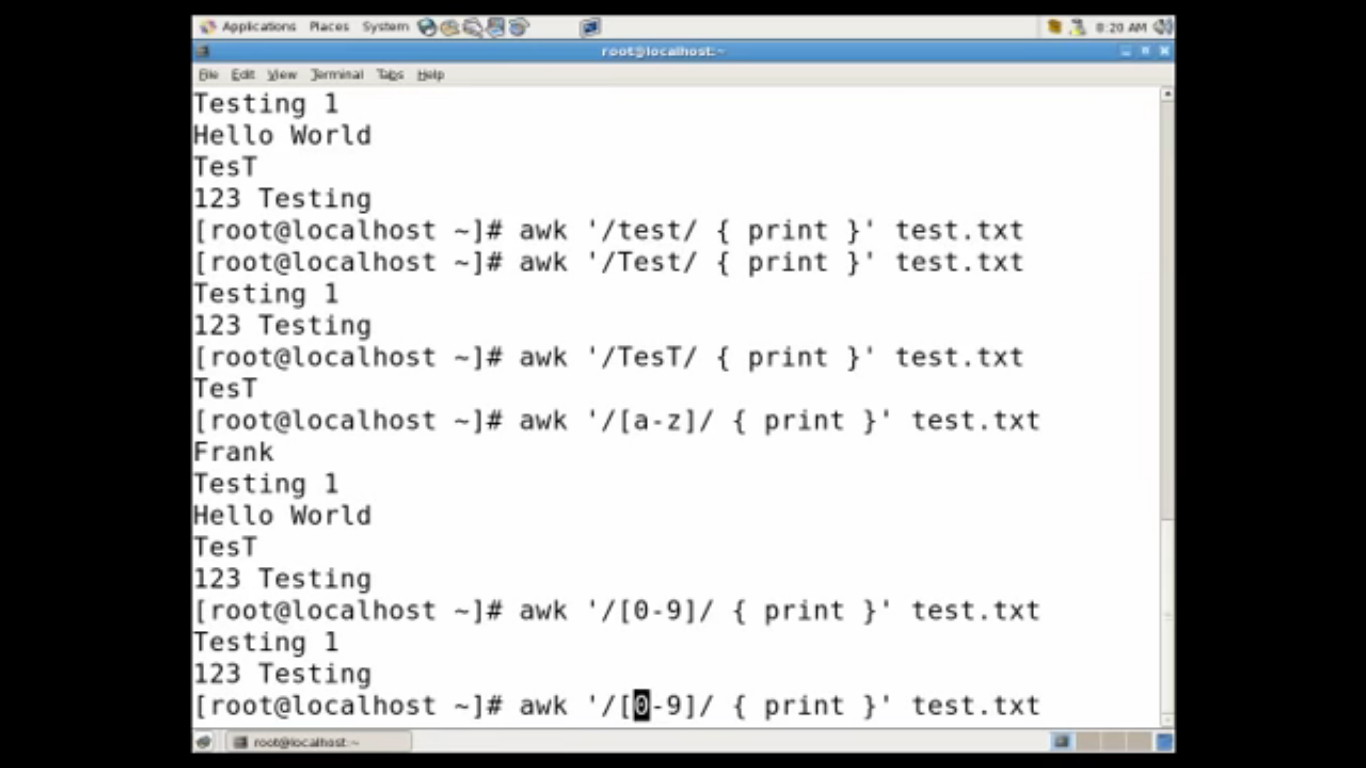 Applications Places System 8:20 AM
root@localhost:~
File Edit View Terminal Tabs Help
Testing 1
Hello World
TesT
123 Testing
[root@localhost ~]# awk '/test/ { print }' test.txt
[root@localhost ~]# awk '/Test/ { print }' test.txt
Testing 1
123 Testing
[root@localhost ~]# awk '/TesT/ { print }' test.txt
TesT
[root@localhost ~]# awk '/[a-z]/ { print }' test.txt
Frank
Testing 1
Hello World
TesT
123 Testing
[root@localhost ~]# awk '/[0-9]/ { print }' test.txt
Testing 1
123 Testing
[root@localhost ~]# awk '/[0-9]/ { print }' test.txt
root@localhost:~